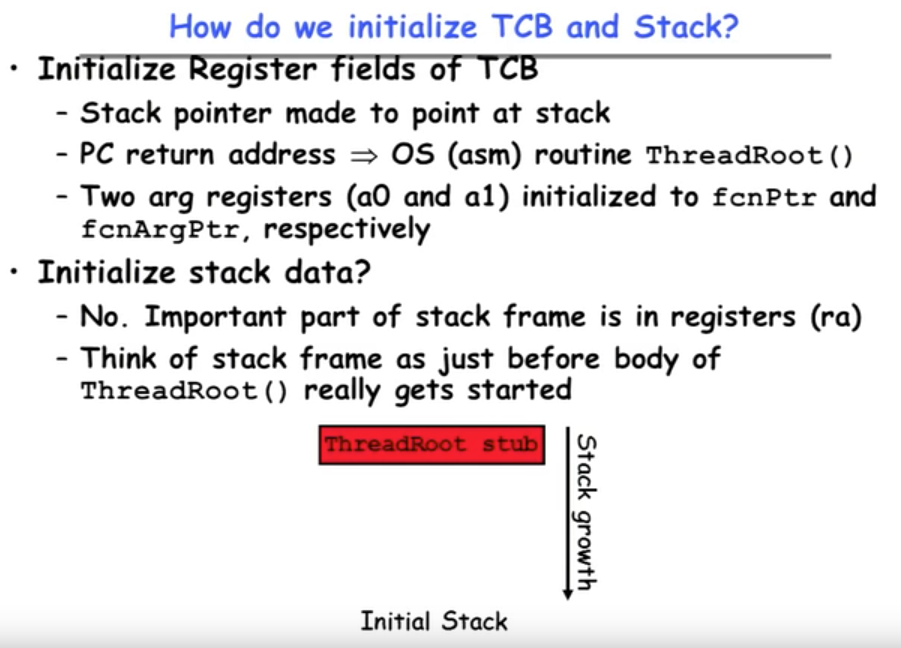 How do we initialize TCB and Stack?
• Initialize Register fields of TCB
– Stack pointer made to point at stack
– PC return address ⇒ OS (asm) routine ThreadRoot()
– Two arg registers (a0 and a1) initialized to fcnPtr and
fcnArgPtr, respectively
• Initialize stack data?
– No. Important part of stack frame is in registers (ra)
– Think of stack frame as just before body of
ThreadRoot() really gets started
ThreadRoot stub
Stack growth
Initial Stack